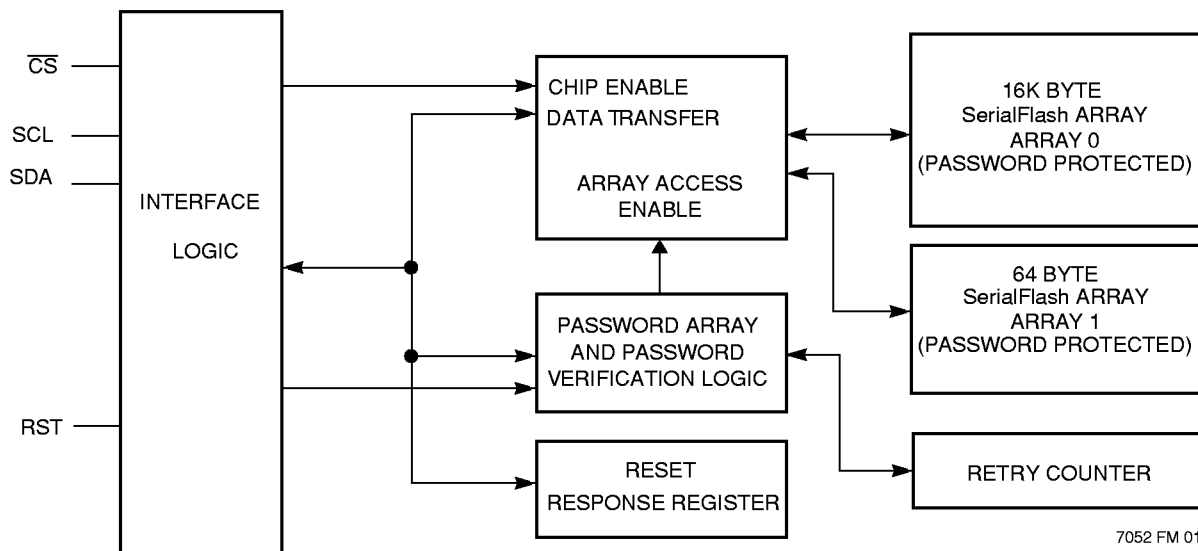 CS
SCL
SDA
RST
INTERFACE
LOGIC
CHIP ENABLE
DATA TRANSFER
ARRAY ACCESS
ENABLE
PASSWORD ARRAY
AND PASSWORD
VERIFICATION LOGIC
RESET
RESPONSE REGISTER
16K BYTE
SerialFlash ARRAY
ARRAY 0
(PASSWORD PROTECTED)
64 BYTE
SerialFlash ARRAY
ARRAY 1
(PASSWORD PROTECTED)
RETRY COUNTER
7052 FM 01